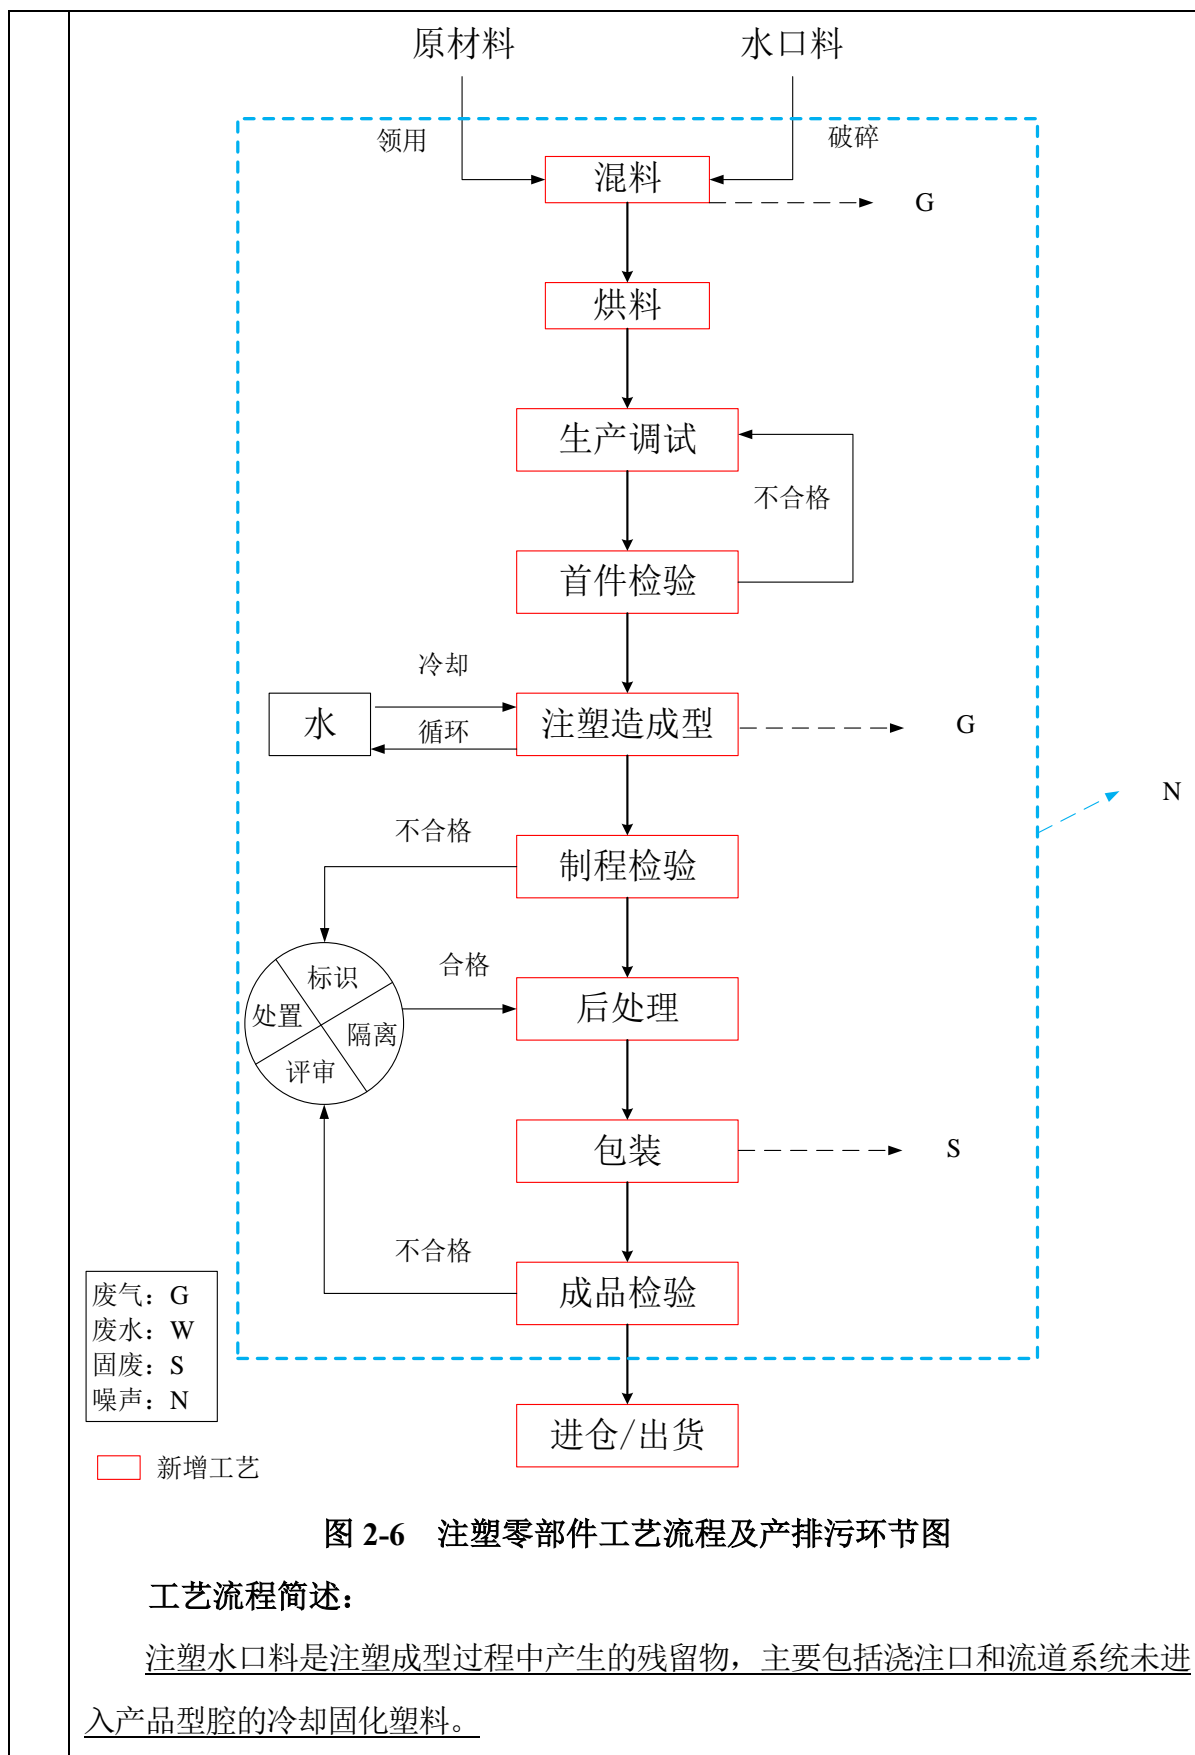 原材料
水口料
领用
破碎
混料
G
烘料
生产调试
不合格
首件检验
冷却
水
循环
注塑造成型
G
N
不合格
制程检验
标识
处置
隔离
评审
合格
后处理
包装
S
不合格
成品检验
废气：G
废水：W
固废：S
噪声：N
进仓/出货
新增工艺
图 2-6 注塑零部件工艺流程及产排污环节图
工艺流程简述：
注塑水口料是注塑成型过程中产生的残留物，主要包括浇注口和流道系统未进
入产品型腔的冷却固化塑料。